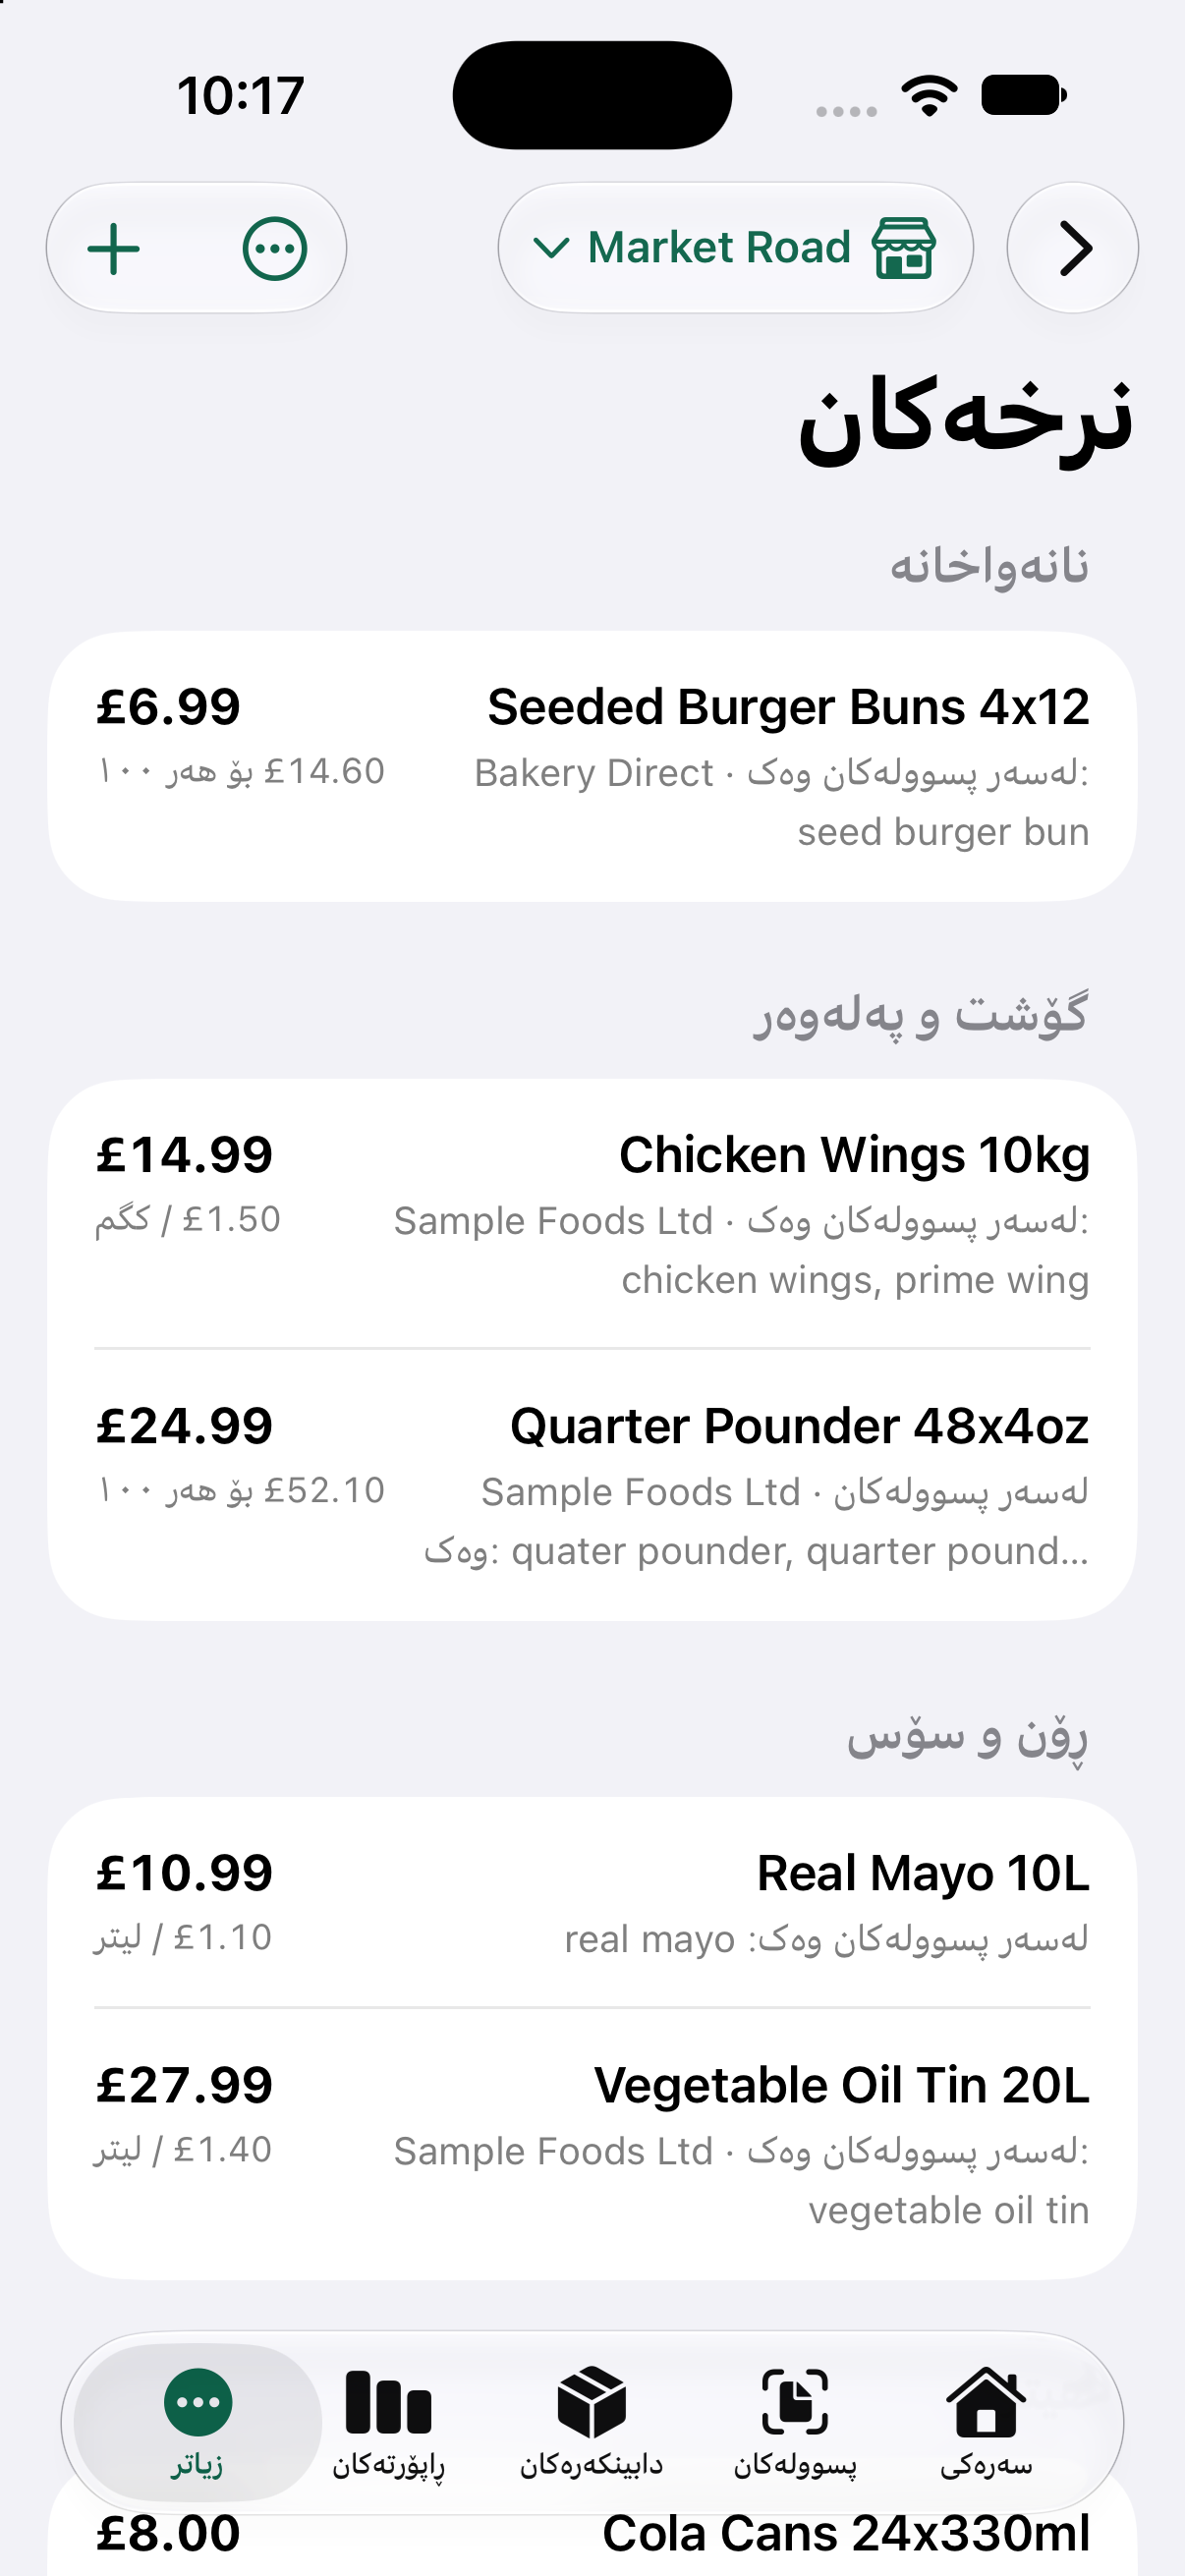 10:17
Market Road
نرخەکان
نانەواخانە
Seeded Burger Buns 4x12
£6.99
Bakery Direct · لەسەر پسوولەکان وەک:
seed burger bun
£14.60 بۆ هەر ١٠٠
گۆشت و پەلەوەر
Chicken Wings 10kg
£14.99
Sample Foods Ltd · لەسەر پسوولەکان وەک:
chicken wings, prime wing
£1.50 / کگم
Quarter Pounder 48x4oz
£24.99
Sample Foods Ltd · لەسەر پسوولەکان
وەک: quater pounder, quarter pound...
£52.10 بۆ هەر ١٠٠
ڕۆن و سۆس
Real Mayo 10L
£10.99
لەسەر پسوولەکان وەک: real mayo
£1.10 / لیتر
Vegetable Oil Tin 20L
£27.99
Sample Foods Ltd · لەسەر پسوولەکان وەک:
vegetable oil tin
£1.40 / لیتر
سەرەکی
پسوولەکان
دابینکەرەکان
ڕاپۆرتەکان
زیاتر
Cola Cans 24x330ml
£8.00